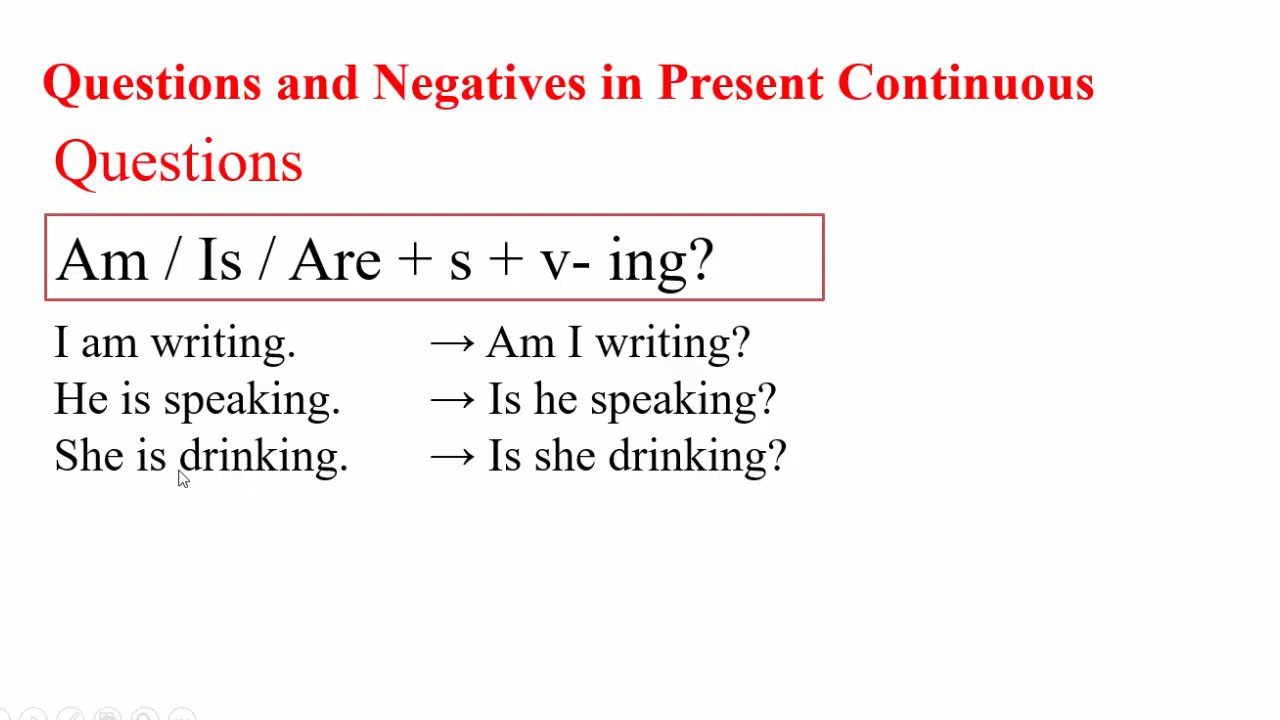 Questions and Negatives in Present Continuous
Questions
Am / Is / Are + s + v- ing?
I am writing. → Am I writing?
He is speaking. → Is he speaking?
She is drinking. → Is she drinking?